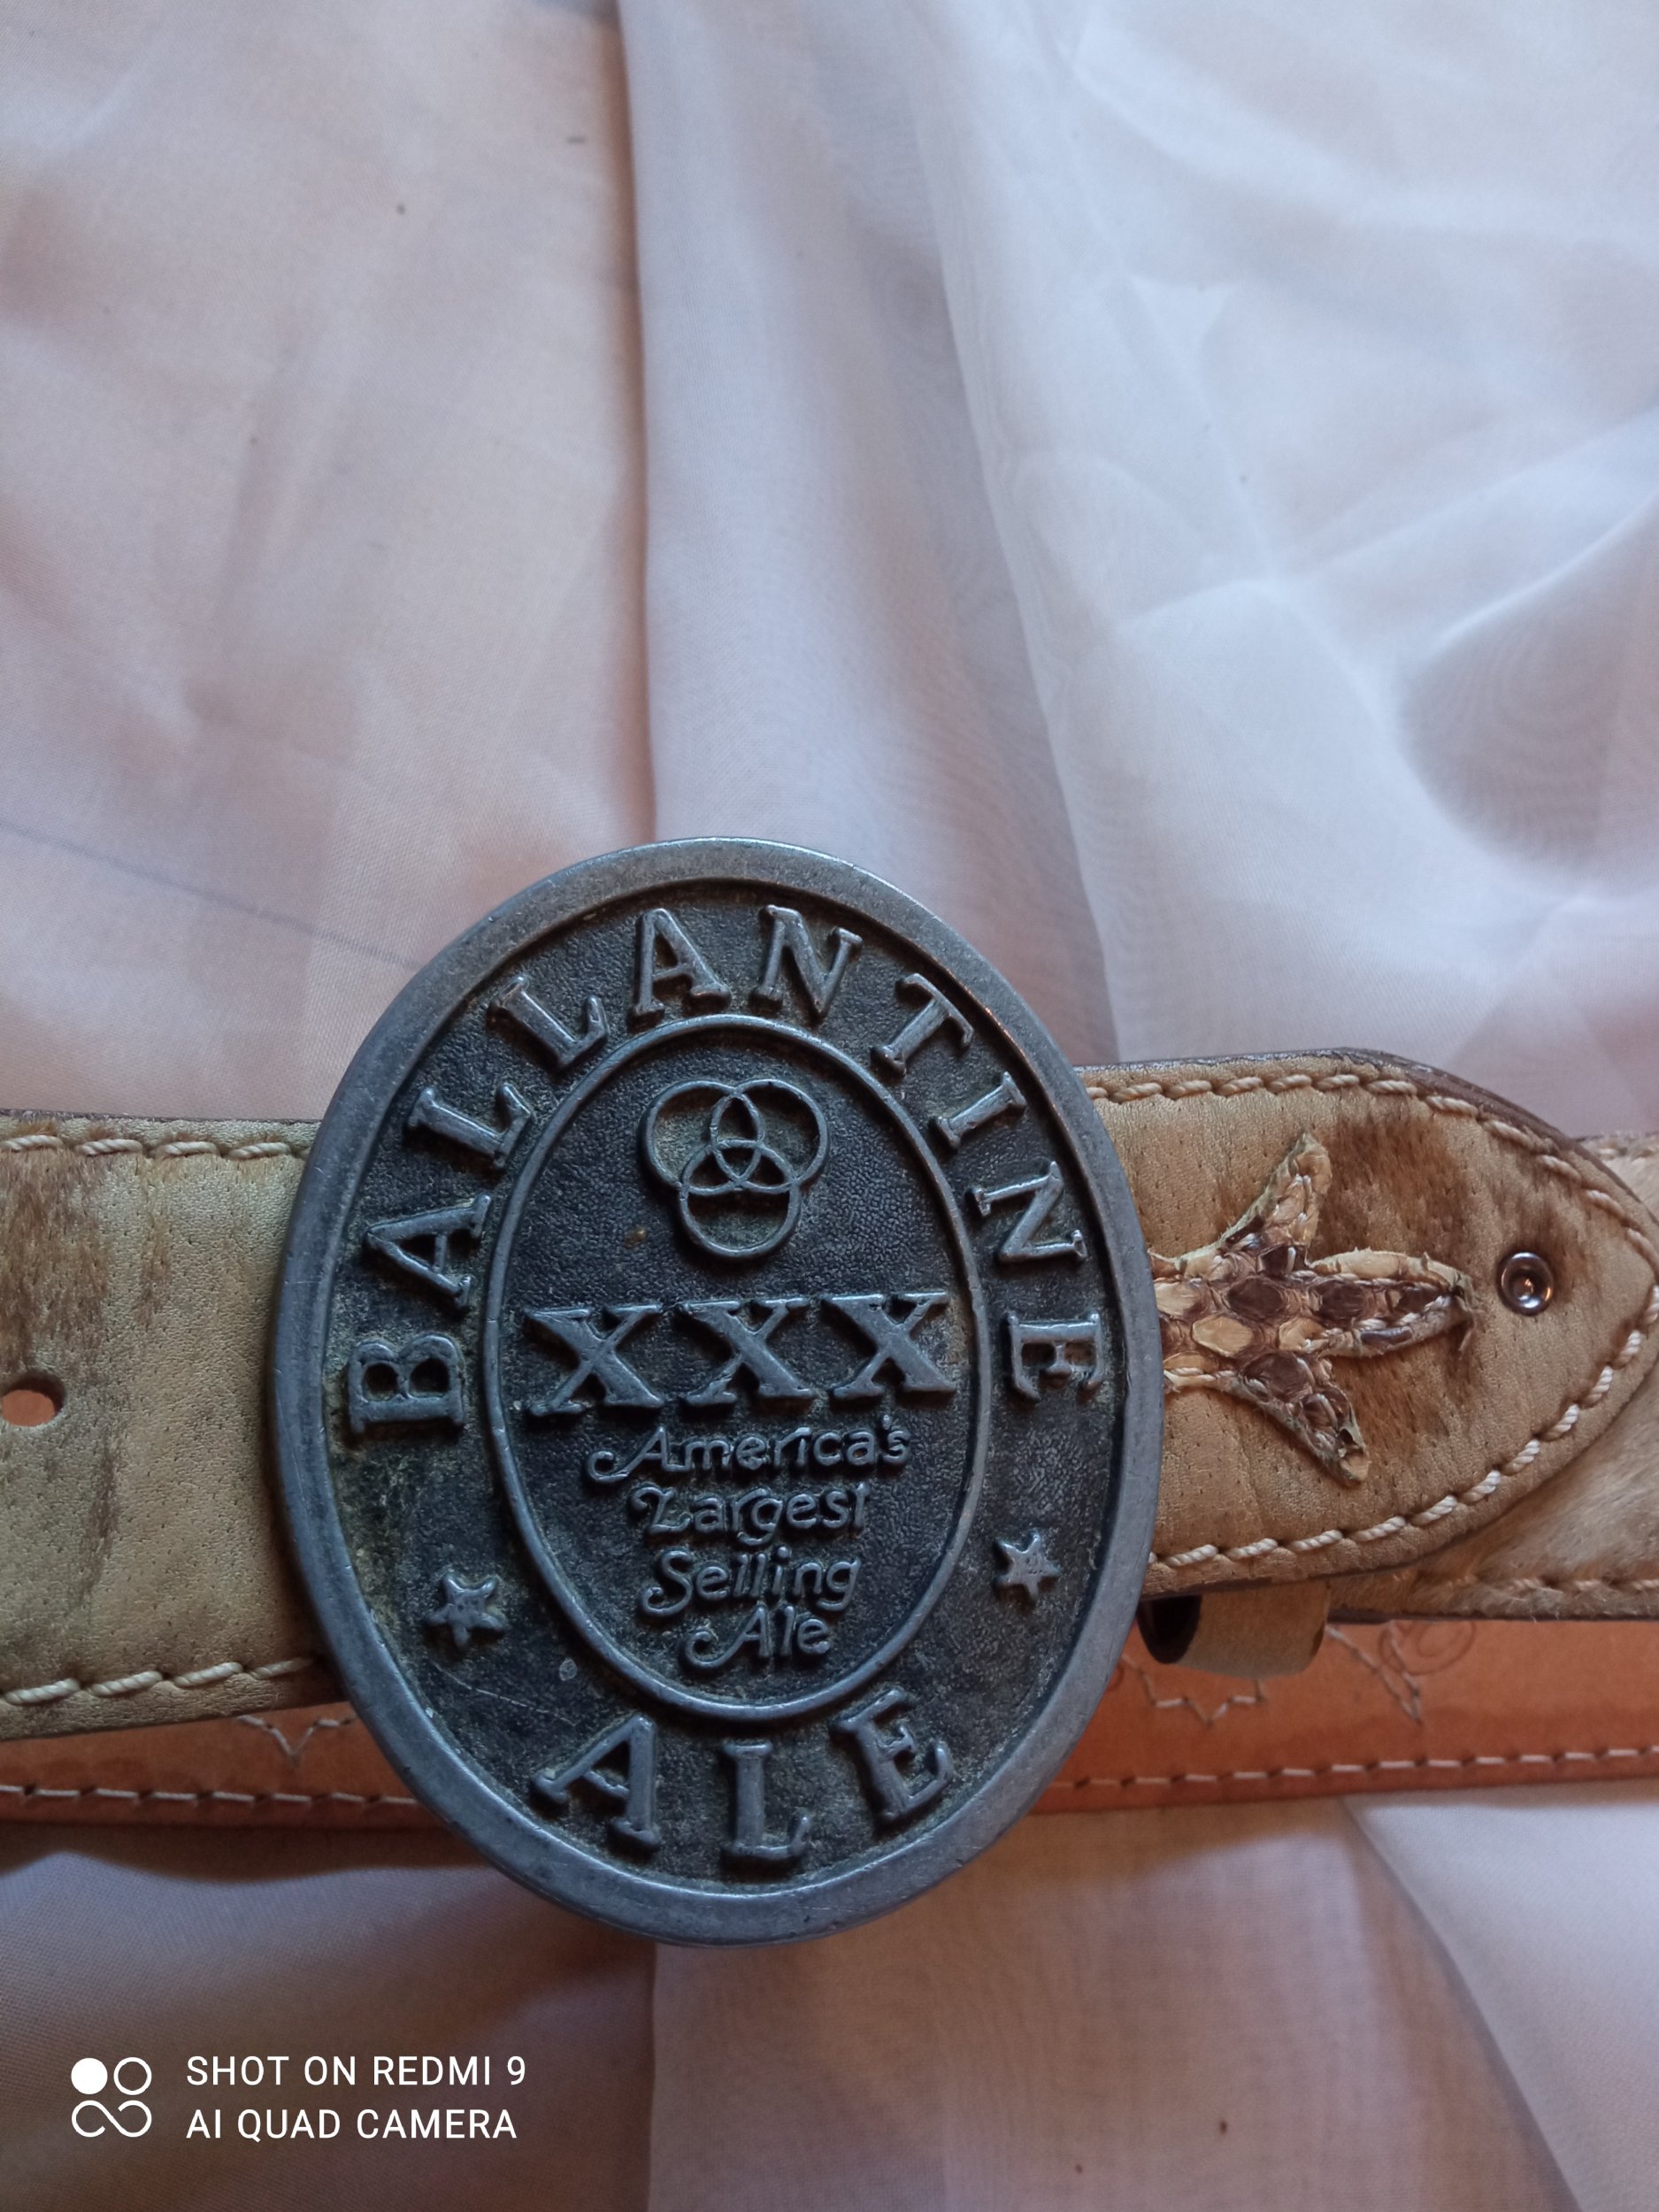 BALLANTINE
XXX
America's
Largest
Selling
Ale
ALE
SHOT ON REDMI 9
AI QUAD CAMERA